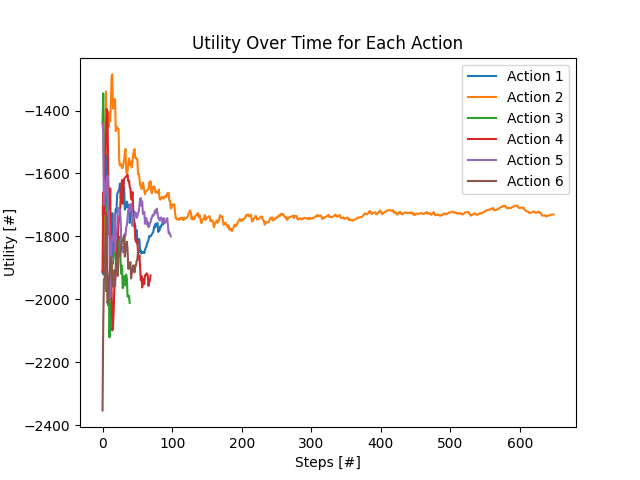 Utility Over Time for Each Action
Utility [#]
−1400
−1600
−1800
−2000
−2200
−2400
0 100 200 300 400 500 600
Steps [#]
Action 1
Action 2
Action 3
Action 4
Action 5
Action 6